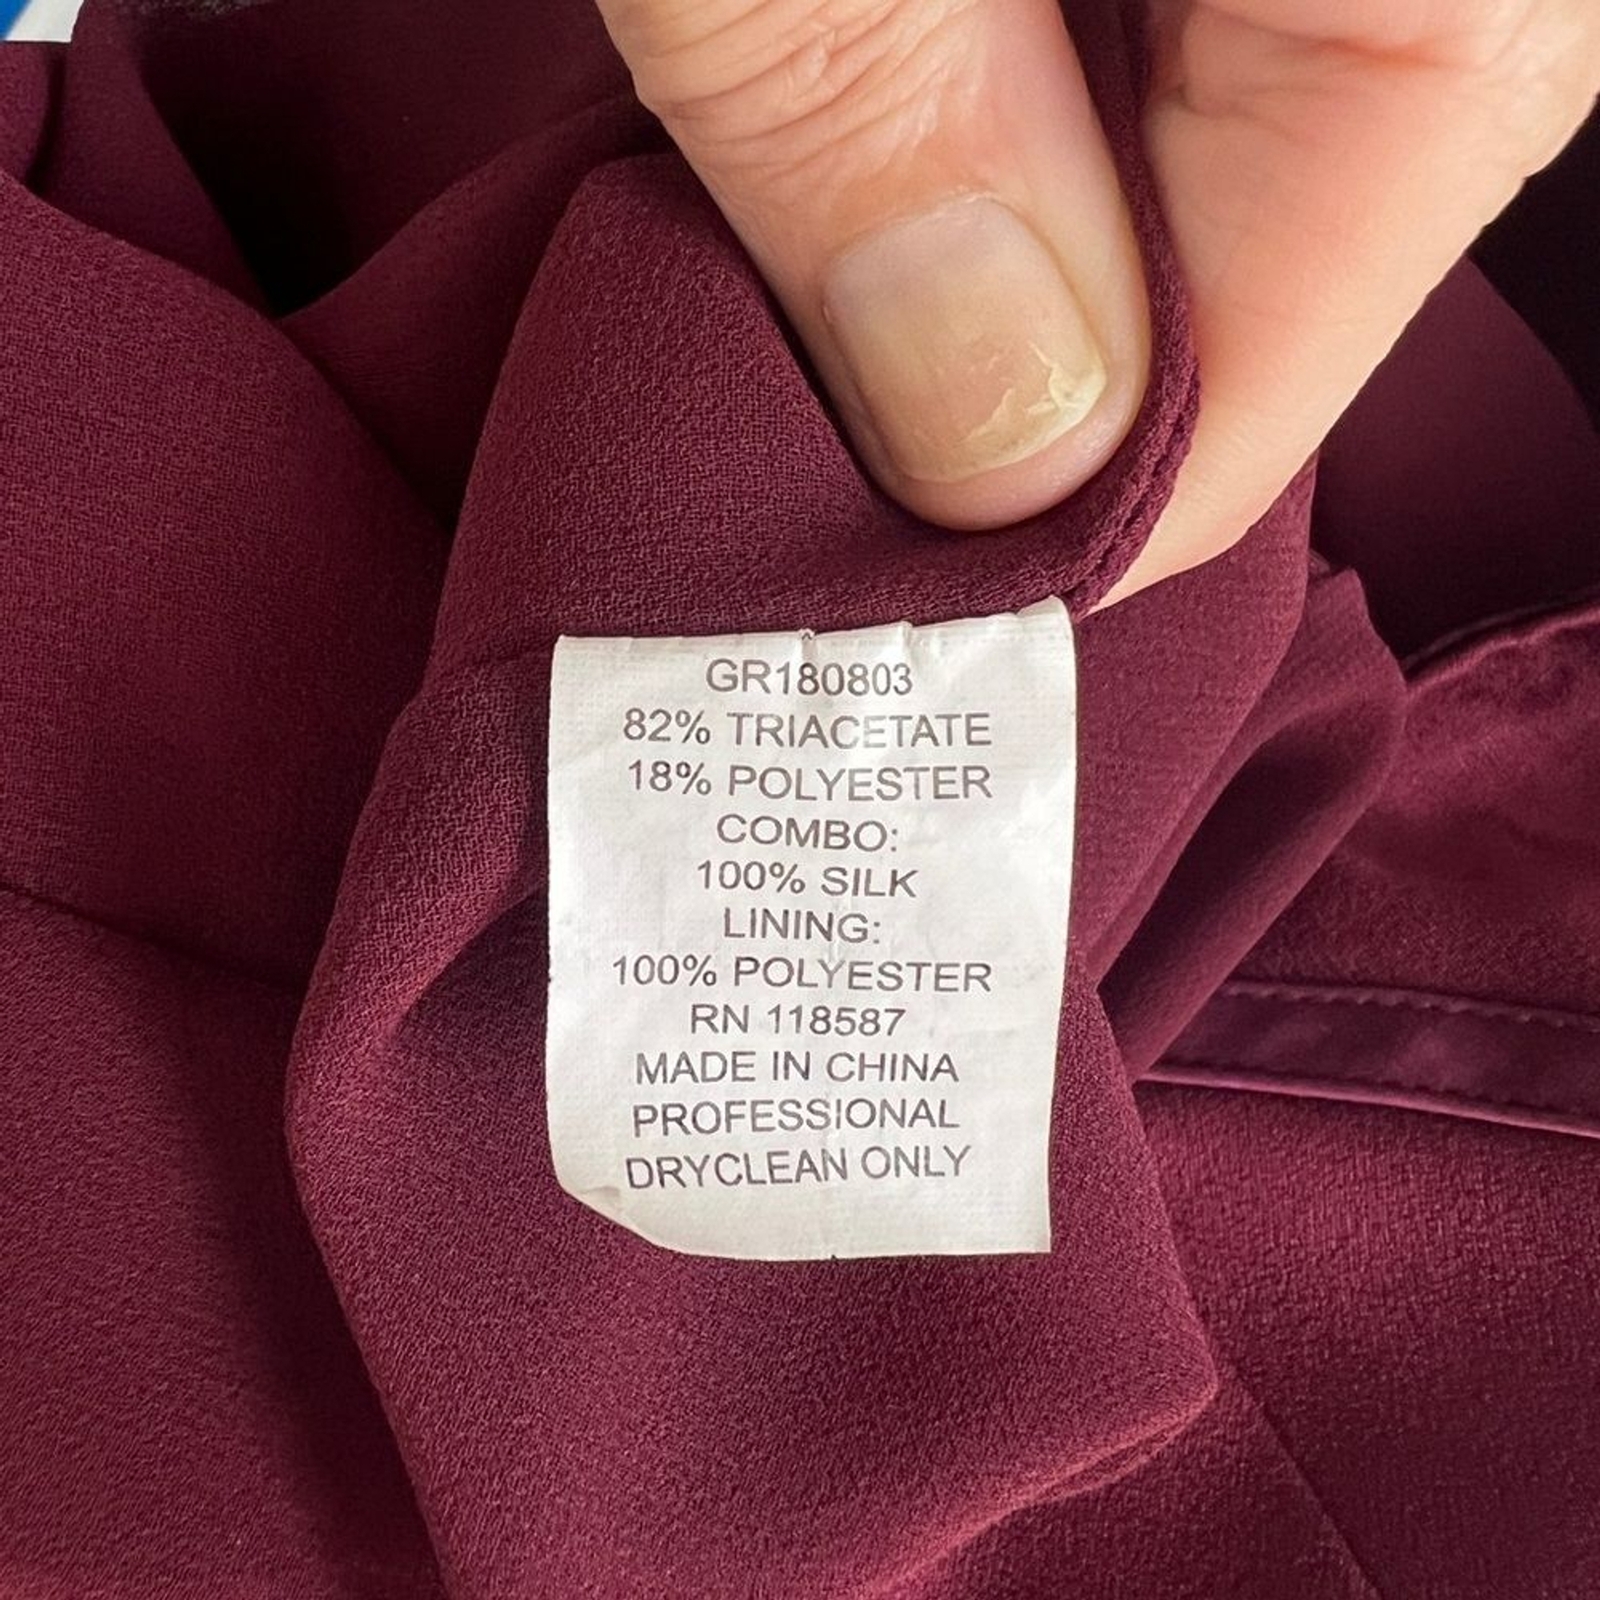 GR180803
82% TRIACETATE
18% POLYESTER
COMBO:
100% SILK
LINING:
100% POLYESTER
RN 118587
MADE IN CHINA
PROFESSIONAL
DRYCLEAN ONLY